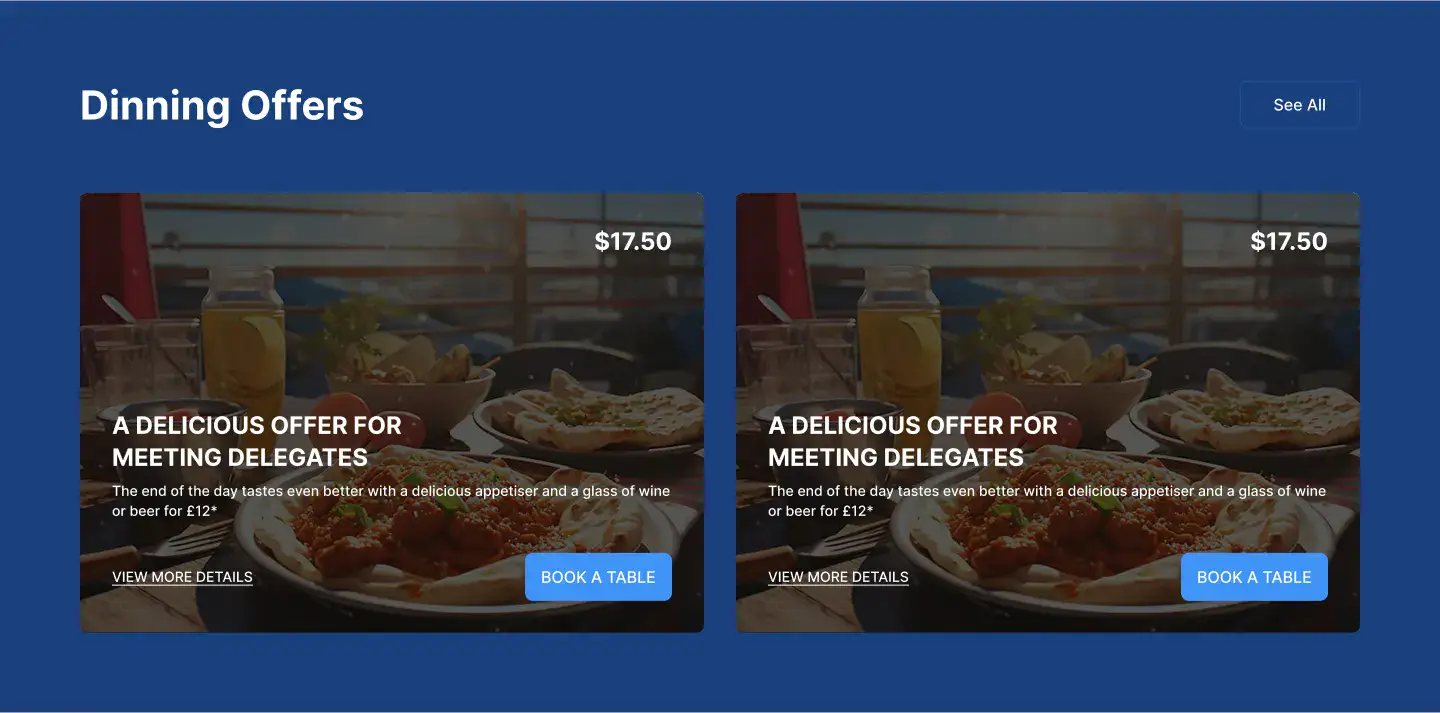 Dinning Offers
See All
$17.50
A DELICIOUS OFFER FOR
MEETING DELEGATES
The end of the day tastes even better with a delicious appetiser and a glass of wine
or beer for £12*
VIEW MORE DETAILS
BOOK A TABLE
$17.50
A DELICIOUS OFFER FOR
MEETING DELEGATES
The end of the day tastes even better with a delicious appetiser and a glass of wine
or beer for £12*
VIEW MORE DETAILS
BOOK A TABLE